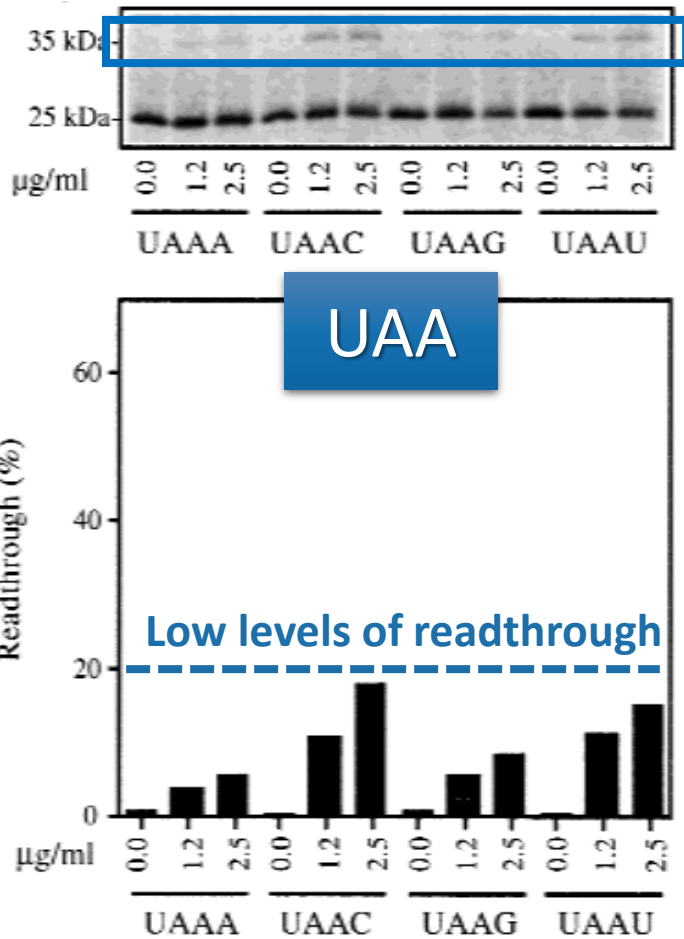 35 kDa
25 kDa
µg/ml 0.0 1.2 2.5 0.0 1.2 2.5 0.0 1.2 2.5 0.0 1.2 2.5
UAAA UAAC UAAG UAAU
UAA
60
40
Readthrough (%)
Low levels of readthrough
20
0
µg/ml 0.0 1.2 2.5 0.0 1.2 2.5 0.0 1.2 2.5 0.0 1.2 2.5
UAAA UAAC UAAG UAAU